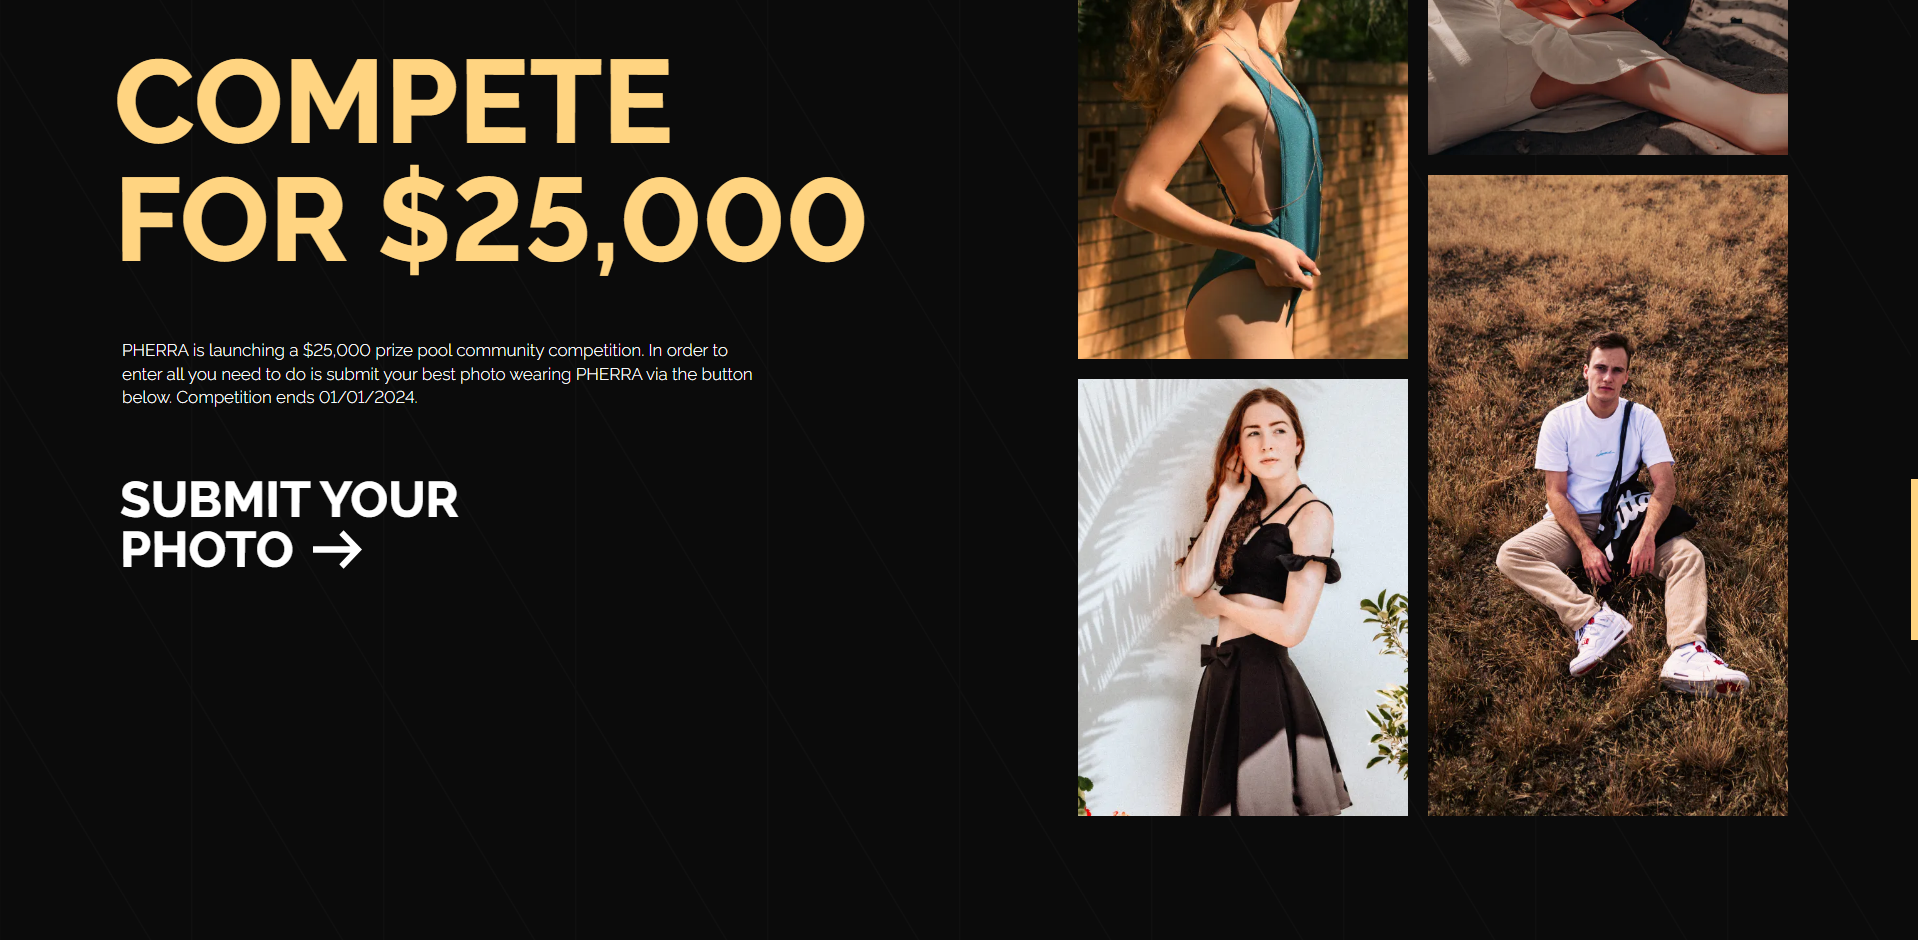 COMPETE
FOR $25,000
PHERRA is launching a $25,000 prize pool community competition. In order to
enter all you need to do is submit your best photo wearing PHERRA via the button
below. Competition ends 01/01/2024.
SUBMIT YOUR
PHOTO →